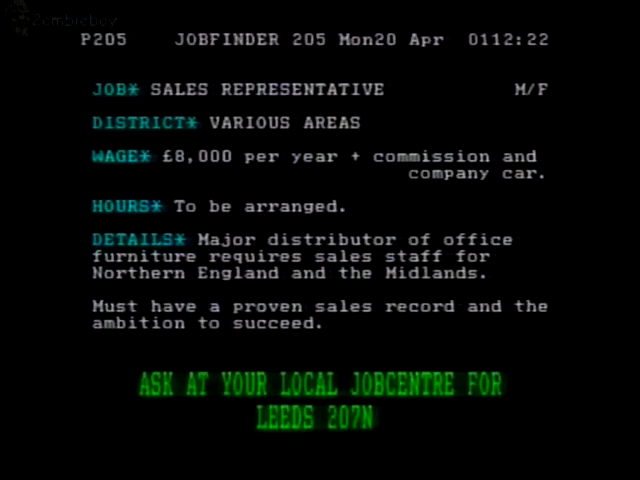 Zombieboy
P205 JOBFINDER 205 Mon20 Apr 0112:22
JOB* SALES REPRESENTATIVE M/F
DISTRICT* VARIOUS AREAS
WAGE* £8,000 per year + commission and
company car.
HOURS* To be arranged.
DETAILS* Major distributor of office
furniture requires sales staff for
Northern England and the Midlands.
Must have a proven sales record and the
ambition to succeed.
ASK AT YOUR LOCAL JOBCENTRE FOR
LEEDS 207N